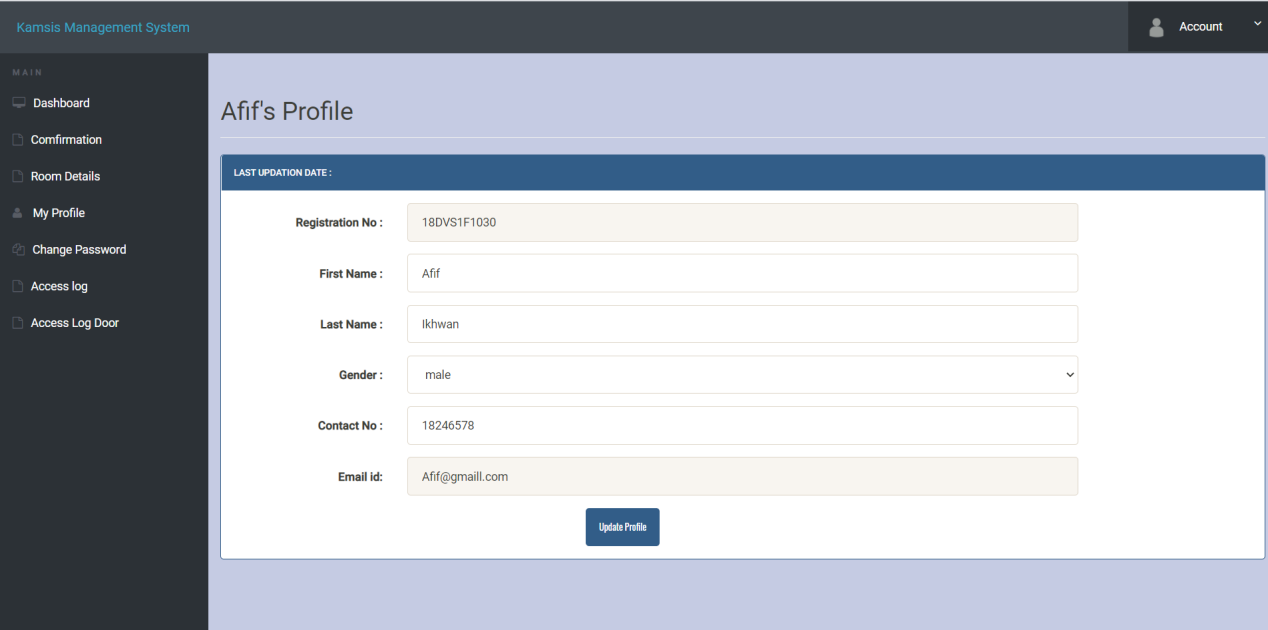 Kamsis Management System
Account
MAIN
Dashboard
Comfirmation
Room Details
My Profile
Change Password
Access log
Access Log Door
Afif's Profile
LAST UPDATION DATE :
Registration No : 18DVS1F1030
First Name : Afif
Last Name : Ikhwan
Gender : male
Contact No : 18246578
Email id: Afif@gmaill.com
Update Profile